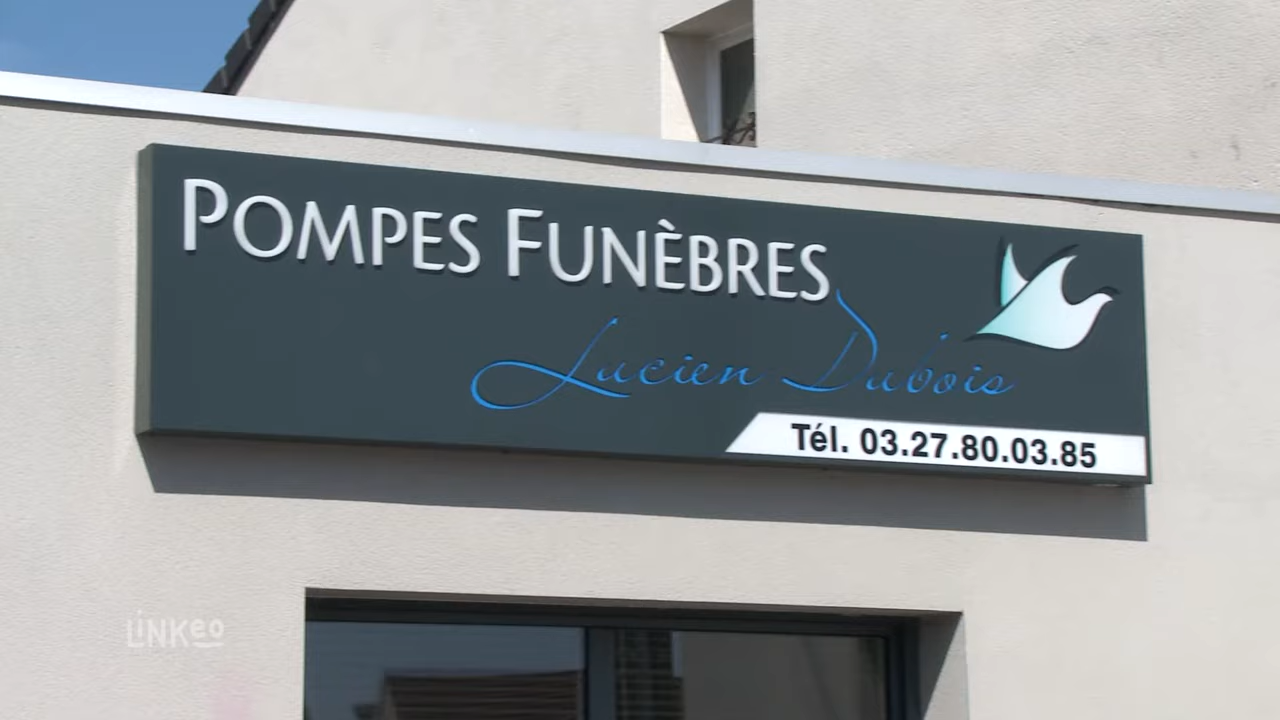 POMPES FUNÈBRES
Lucien Dubois
Tél. 03.27.80.03.85
LiNKeo